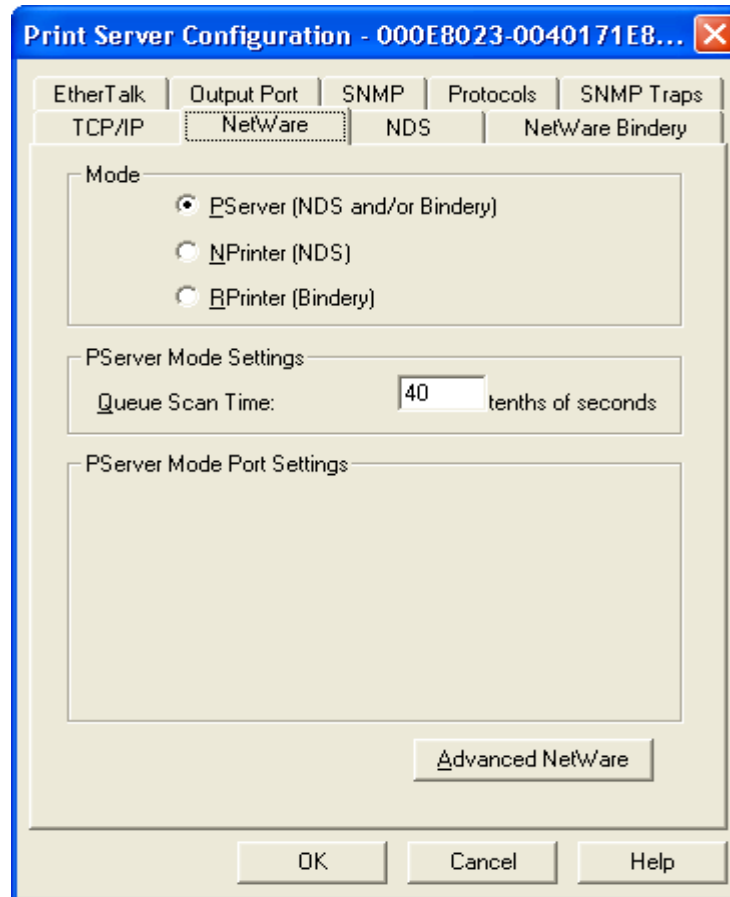 Print Server Configuration - 000E8023-0040171E8...
EtherTalk Output Port SNMP Protocols SNMP Traps
TCP/IP NetWare NDS NetWare Bindery
Mode
PServer (NDS and/or Bindery)
NPrinter (NDS)
RPrinter (Bindery)
PServer Mode Settings
Queue Scan Time: 40 tenths of seconds
PServer Mode Port Settings
Advanced NetWare
OK Cancel Help